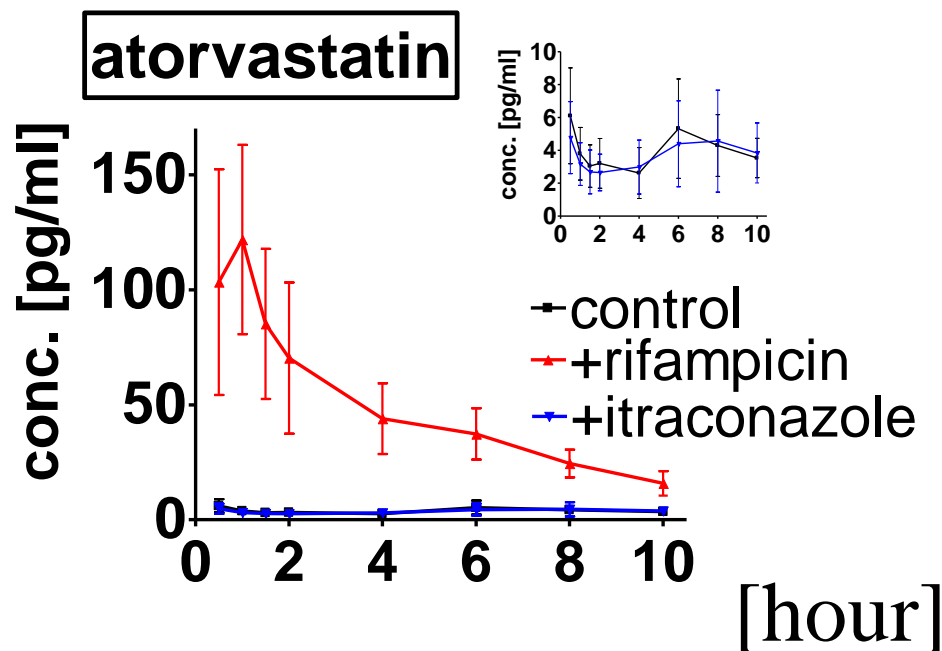 atorvastatin
conc. [pg/ml]
150
100
50
0
0 2 4 6 8 10
[hour]
conc. [pg/ml]
10
8
6
4
2
0
0 2 4 6 8 10
control
+rifampicin
+itraconazole